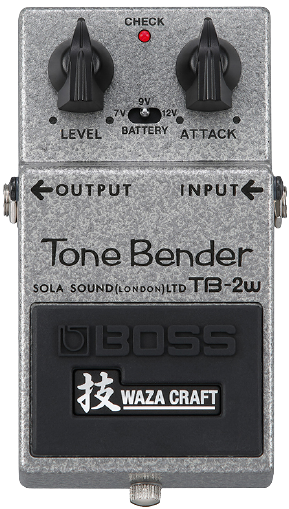 CHECK
9V
7V 12V
BATTERY
LEVEL ATTACK
←OUTPUT INPUT←
Tone Bender
SOLA SOUND(LONDON)LTD TB-2w
BOSS
技 WAZA CRAFT